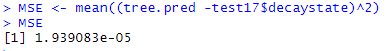 > MSE <- mean((tree.pred -test17$decaystate)^2)
> MSE
[1] 1.939083e-05